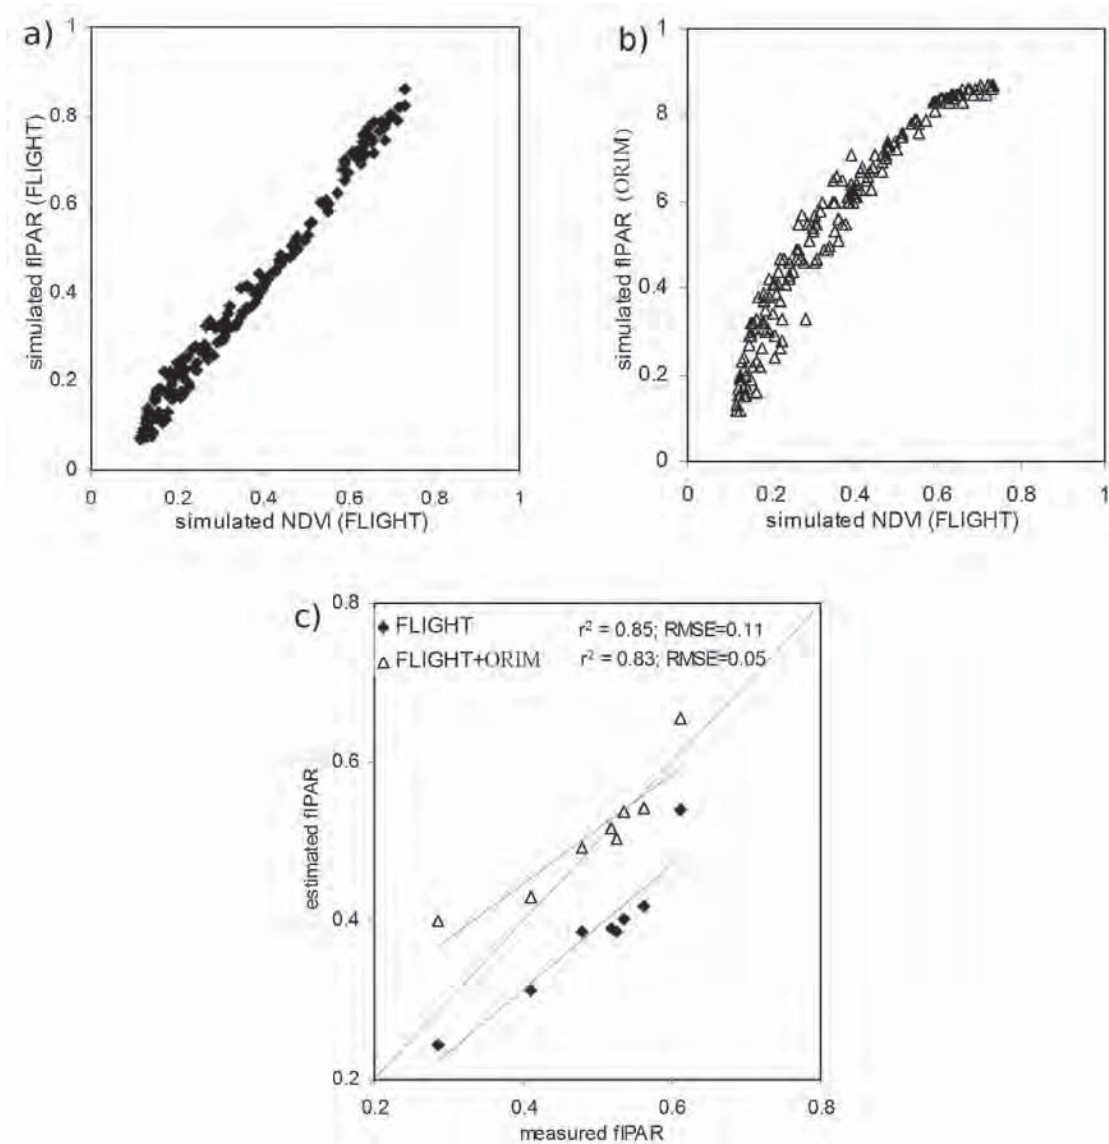 a)
1
0.8
0.6
0.4
0.2
0
0 0.2 0.4 0.6 0.8 1
simulated fIPAR (FLIGHT)
simulated NDVI (FLIGHT)
b)
1
8
6
4
.2
0
0 0.2 0.4 0.6 0.8 1
simulated fIPAR (ORIM)
simulated NDVI (FLIGHT)
c)
0.8
0.6
0.4
0.2
0.2 0.4 0.6 0.8
FLIGHT r² = 0.85; RMSE=0.11
FLIGHT+ORIM r² = 0.83; RMSE=0.05
estimated fIPAR
measured fIPAR